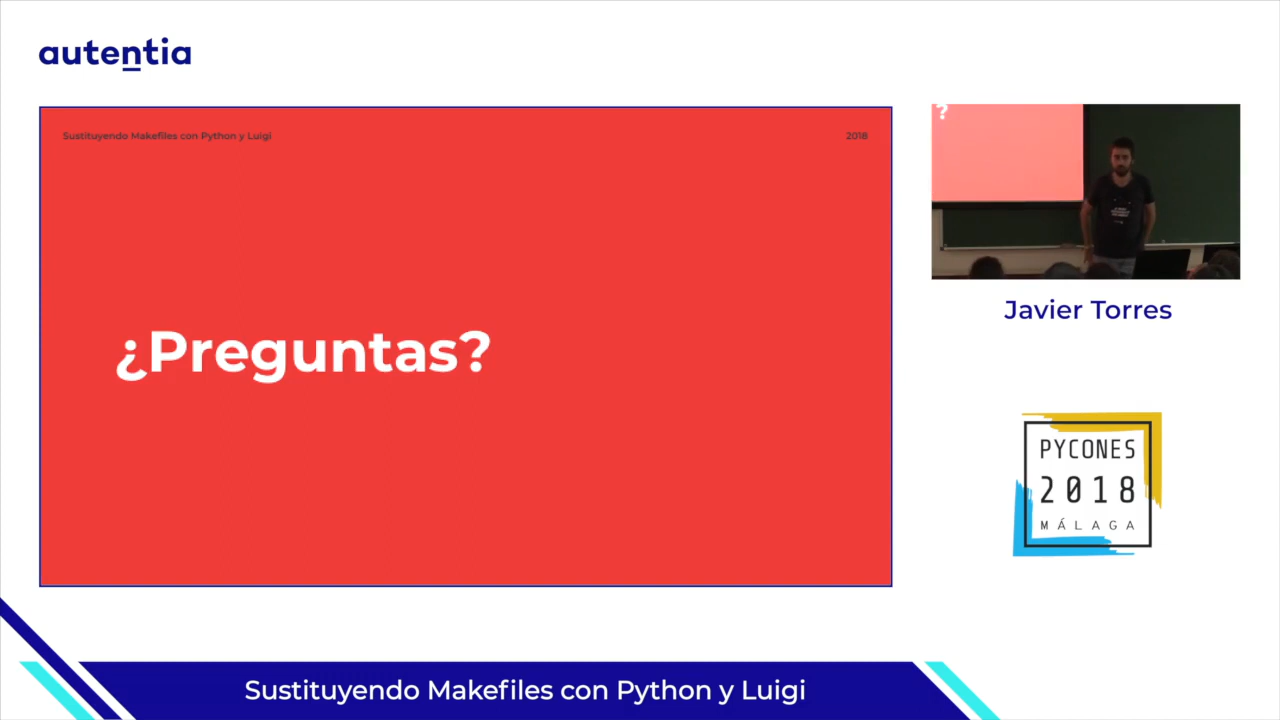 autentia
Sustituyendo Makefiles con Python y Luigi
2018
¿Preguntas?
?
Javier Torres
PYCONES
2018
MÁLAGA
Sustituyendo Makefiles con Python y Luigi